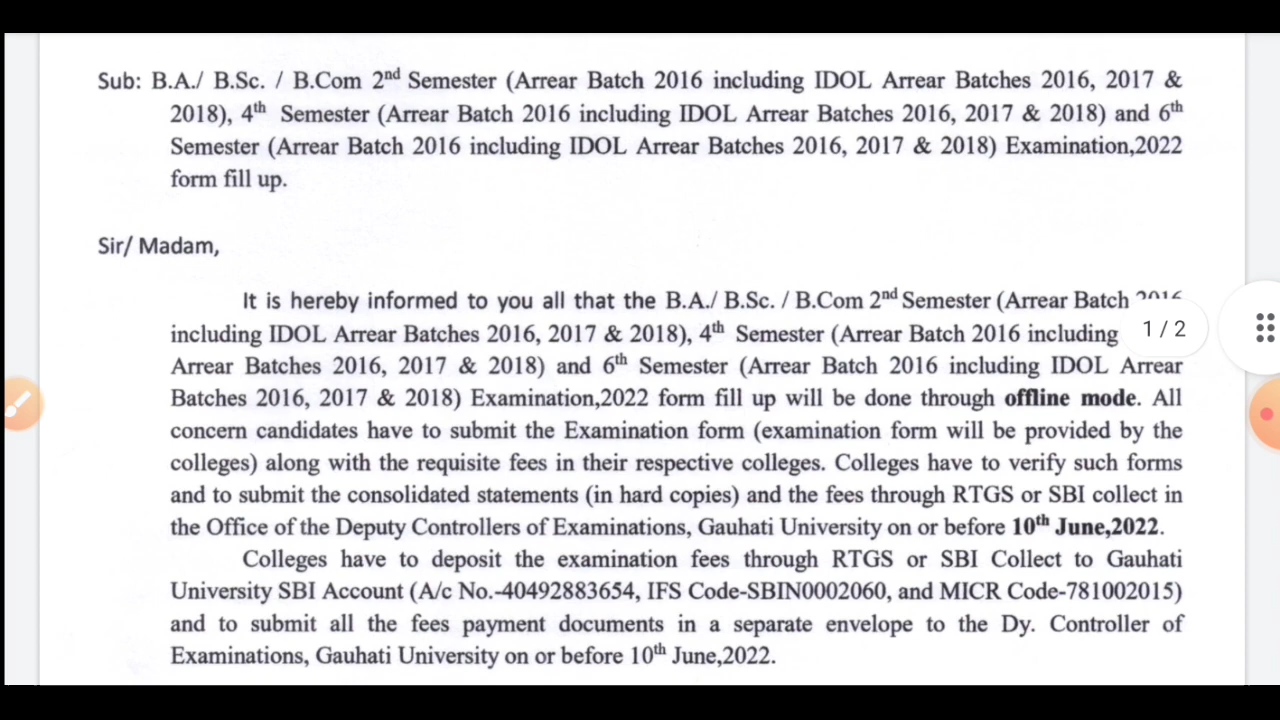 Sub: B.A./ B.Sc. / B.Com 2nd Semester (Arrear Batch 2016 including IDOL Arrear Batches 2016, 2017 &
2018), 4th Semester (Arrear Batch 2016 including IDOL Arrear Batches 2016, 2017 & 2018) and 6th
Semester (Arrear Batch 2016 including IDOL Arrear Batches 2016, 2017 & 2018) Examination,2022
form fill up.
Sir/ Madam,
It is hereby informed to you all that the B.A./ B.Sc. / B.Com 2nd Semester (Arrear Batch 2016
including IDOL Arrear Batches 2016, 2017 & 2018), 4th Semester (Arrear Batch 2016 including
1 / 2
Arrear Batches 2016, 2017 & 2018) and 6th Semester (Arrear Batch 2016 including IDOL Arrear
Batches 2016, 2017 & 2018) Examination,2022 form fill up will be done through offline mode. All
concern candidates have to submit the Examination form (examination form will be provided by the
colleges) along with the requisite fees in their respective colleges. Colleges have to verify such forms
and to submit the consolidated statements (in hard copies) and the fees through RTGS or SBI collect in
the Office of the Deputy Controllers of Examinations, Gauhati University on or before 10th June,2022.
Colleges have to deposit the examination fees through RTGS or SBI Collect to Gauhati
University SBI Account (A/c No.-40492883654, IFS Code-SBIN0002060, and MICR Code-781002015)
and to submit all the fees payment documents in a separate envelope to the Dy. Controller of
Examinations, Gauhati University on or before 10th June,2022.